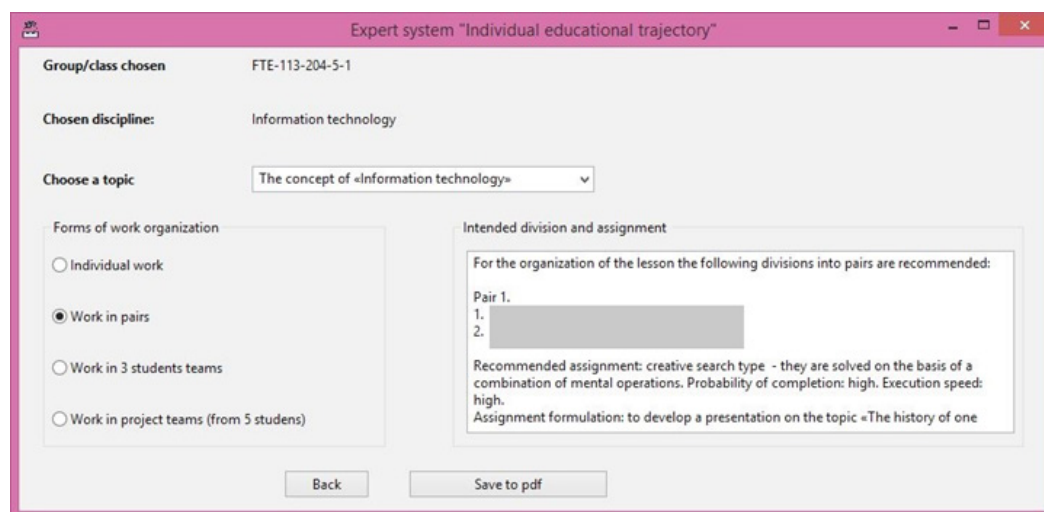 Expert system "Individual educational trajectory"
Group/class chosen FTE-113-204-5-1
Chosen discipline: Information technology
Choose a topic The concept of «Information technology»
Forms of work organization
Individual work
Work in pairs
Work in 3 students teams
Work in project teams (from 5 studens)
Intended division and assignment
For the organization of the lesson the following divisions into pairs are recommended:
Pair 1.
1.
2.
Recommended assignment: creative search type - they are solved on the basis of a
combination of mental operations. Probability of completion: high. Execution speed:
high.
Assignment formulation: to develop a presentation on the topic «The history of one
Back
Save to pdf